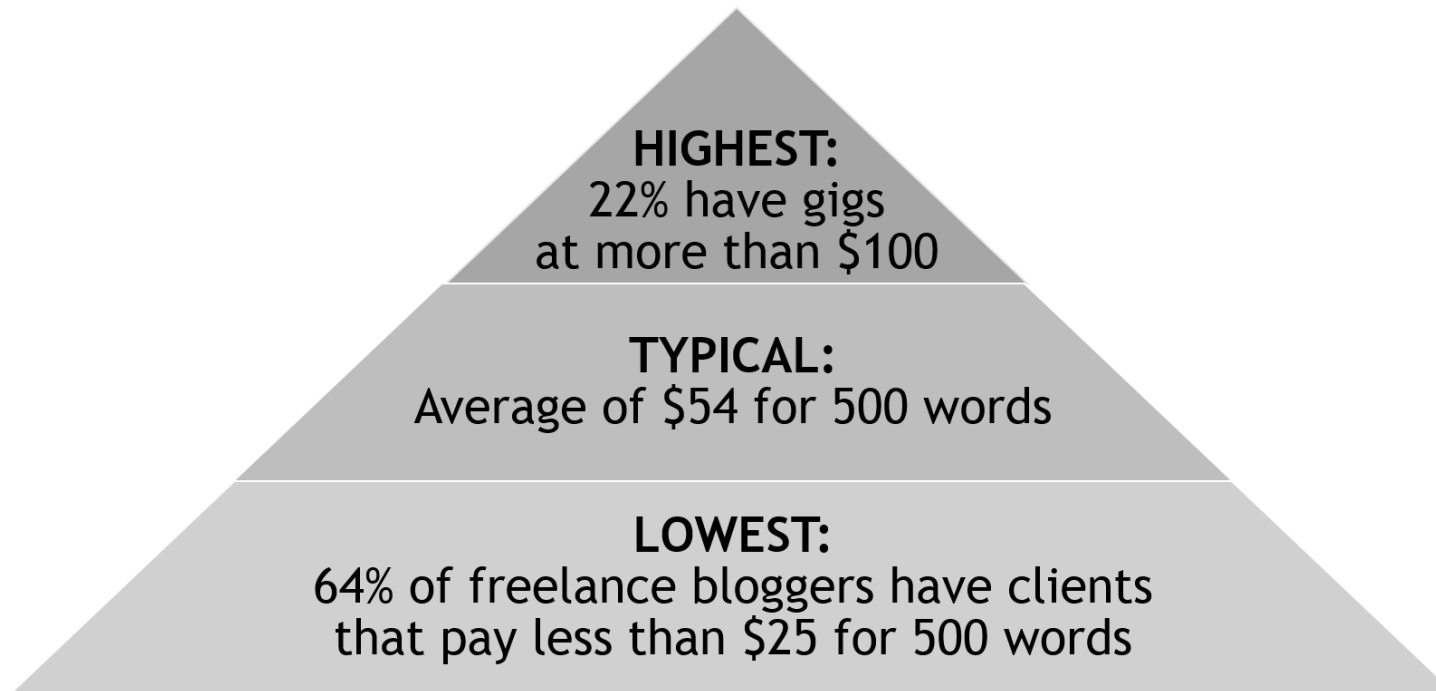 HIGHEST:
22% have gigs
at more than $100
TYPICAL:
Average of $54 for 500 words
LOWEST:
64% of freelance bloggers have clients
that pay less than $25 for 500 words